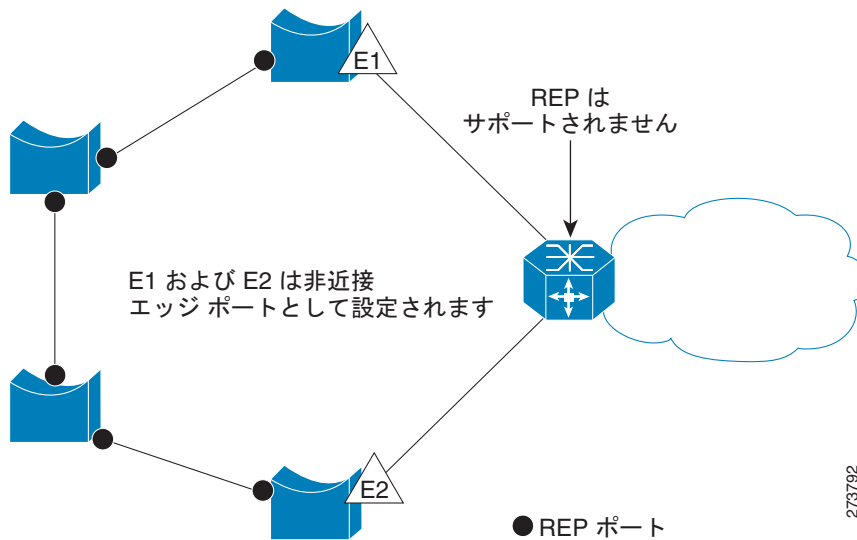 E1
REP は
サポートされません
E1 および E2 は非近接
エッジ ポートとして設定されます
E2
REP ポート
273792